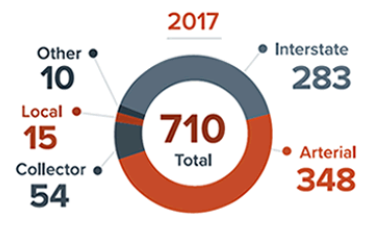 2017
Other
10
Interstate
283
Local
15
710
Total
Collector
54
Arterial
348